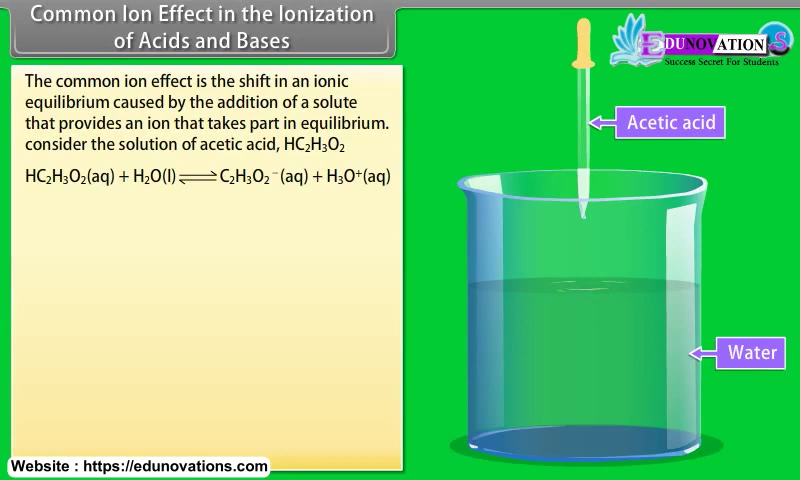 Common Ion Effect in the Ionization
of Acids and Bases
EDUNOVATION S
Success Secret For Students
The common ion effect is the shift in an ionic
equilibrium caused by the addition of a solute
that provides an ion that takes part in equilibrium.
consider the solution of acetic acid, HC₂H₃O₂
HC₂H₃O₂(aq) + H₂O(l) ⇌ C₂H₃O₂⁻(aq) + H₃O⁺(aq)
Acetic acid
Water
Website : https://edunovations.com